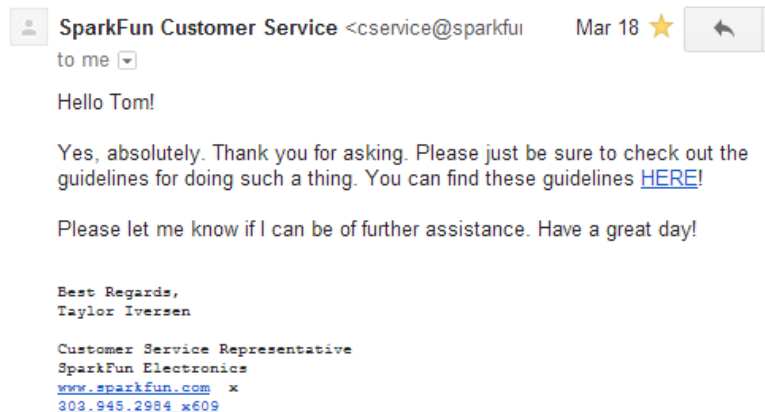 SparkFun Customer Service <cservice@sparkfui Mar 18
to me
Hello Tom!
Yes, absolutely. Thank you for asking. Please just be sure to check out the
guidelines for doing such a thing. You can find these guidelines HERE!
Please let me know if I can be of further assistance. Have a great day!
Best Regards,
Taylor Iversen
Customer Service Representative
SparkFun Electronics
www.sparkfun.com x
303.945.2984 x609